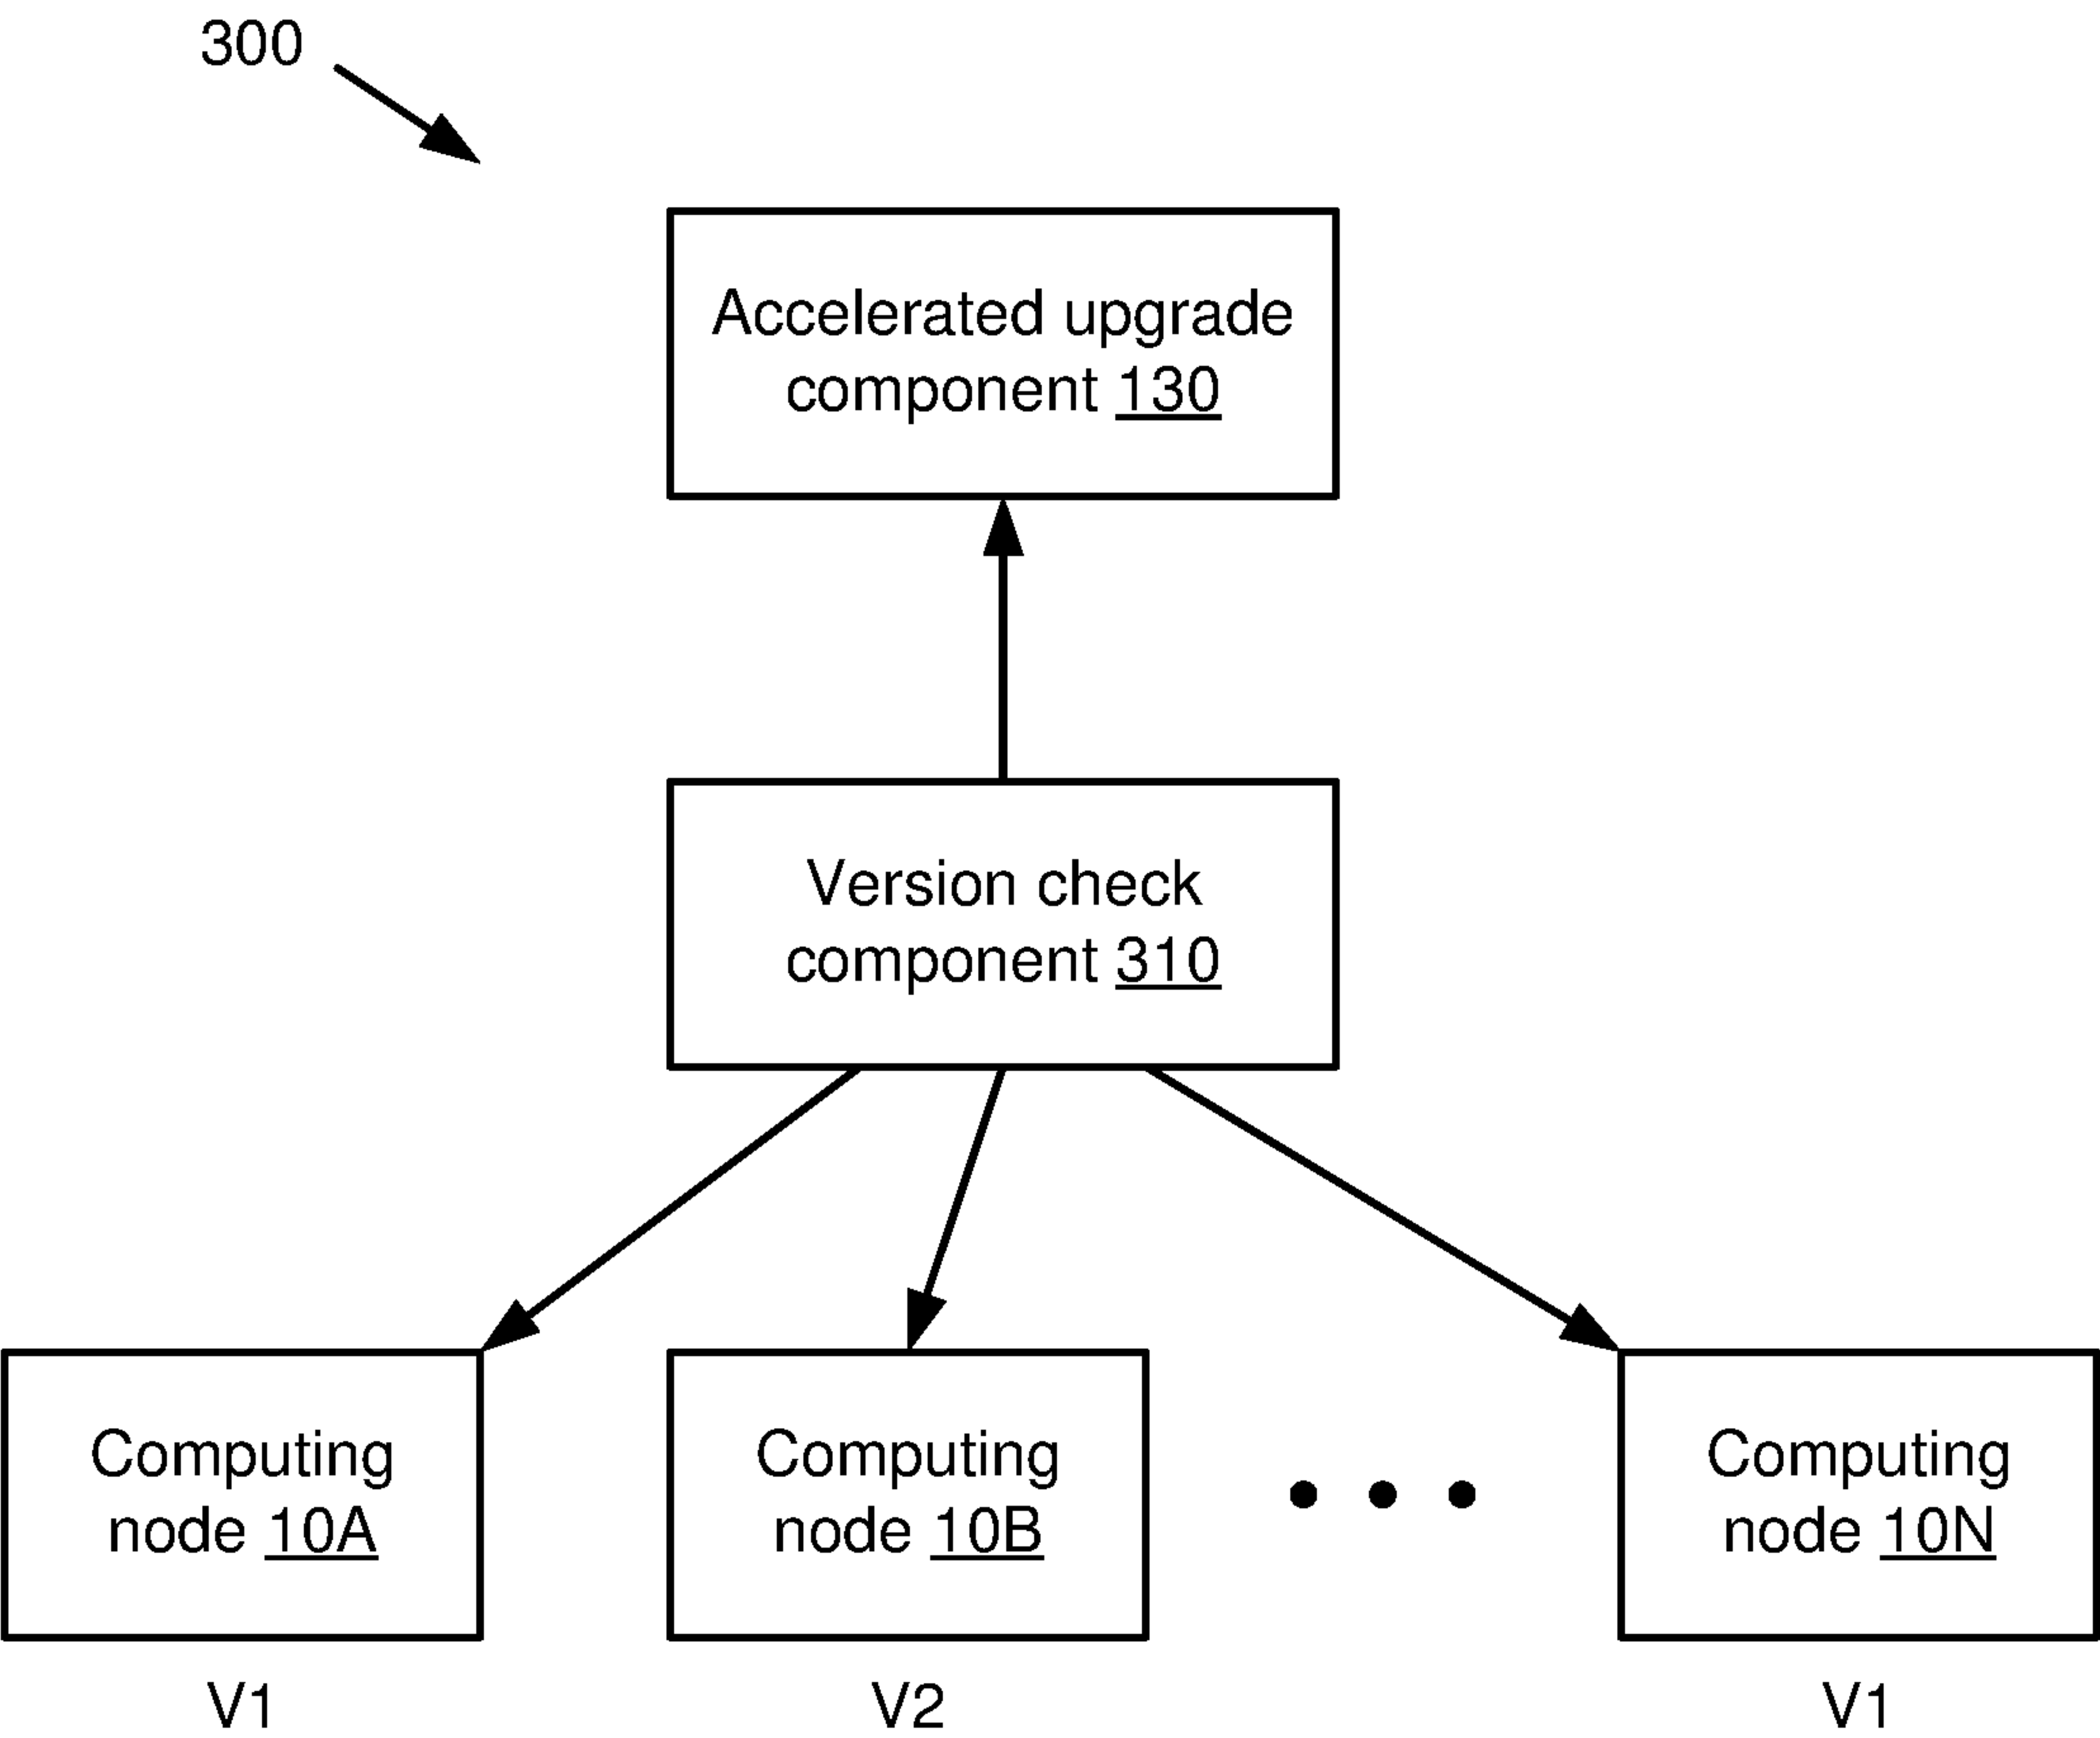 300
Accelerated upgrade
component 130
Version check
component 310
Computing
node 10A
Computing
node 10B
Computing
node 10N
V1
V2
V1